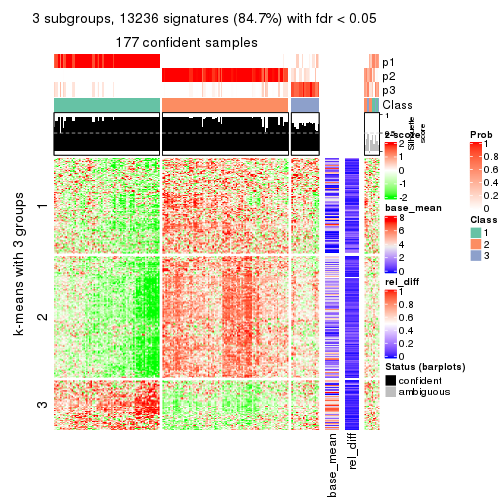 3 subgroups, 13236 signatures (84.7%) with fdr < 0.05
177 confident samples
p1
p2
p3
Class
1
Silhouette
score
k-means with 3 groups
1
2
3
base_mean
rel_diff
z-score
2
1
0
-1
-2
base_mean
8
6
4
2
0
rel_diff
1
0.8
0.6
0.4
0.2
0
Status (barplots)
confident
ambiguous
Prob
1
0.8
0.6
0.4
0.2
0
Class
1
2
3